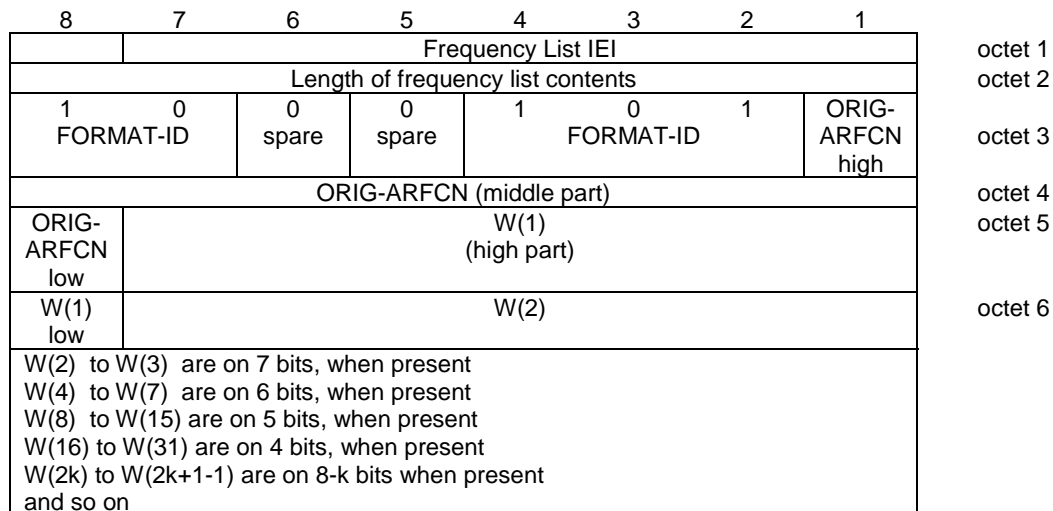 8 7 6 5 4 3 2 1
Frequency List IEI octet 1
Length of frequency list contents octet 2
1 0 0 0 1 0 1 ORIG-
FORMAT-ID spare spare FORMAT-ID ARFCN octet 3
high
ORIG-ARFCN (middle part) octet 4
ORIG- W(1) octet 5
ARFCN (high part)
low
W(1) W(2) octet 6
low
W(2) to W(3) are on 7 bits, when present
W(4) to W(7) are on 6 bits, when present
W(8) to W(15) are on 5 bits, when present
W(16) to W(31) are on 4 bits, when present
W(2k) to W(2k+1-1) are on 8-k bits when present
and so on